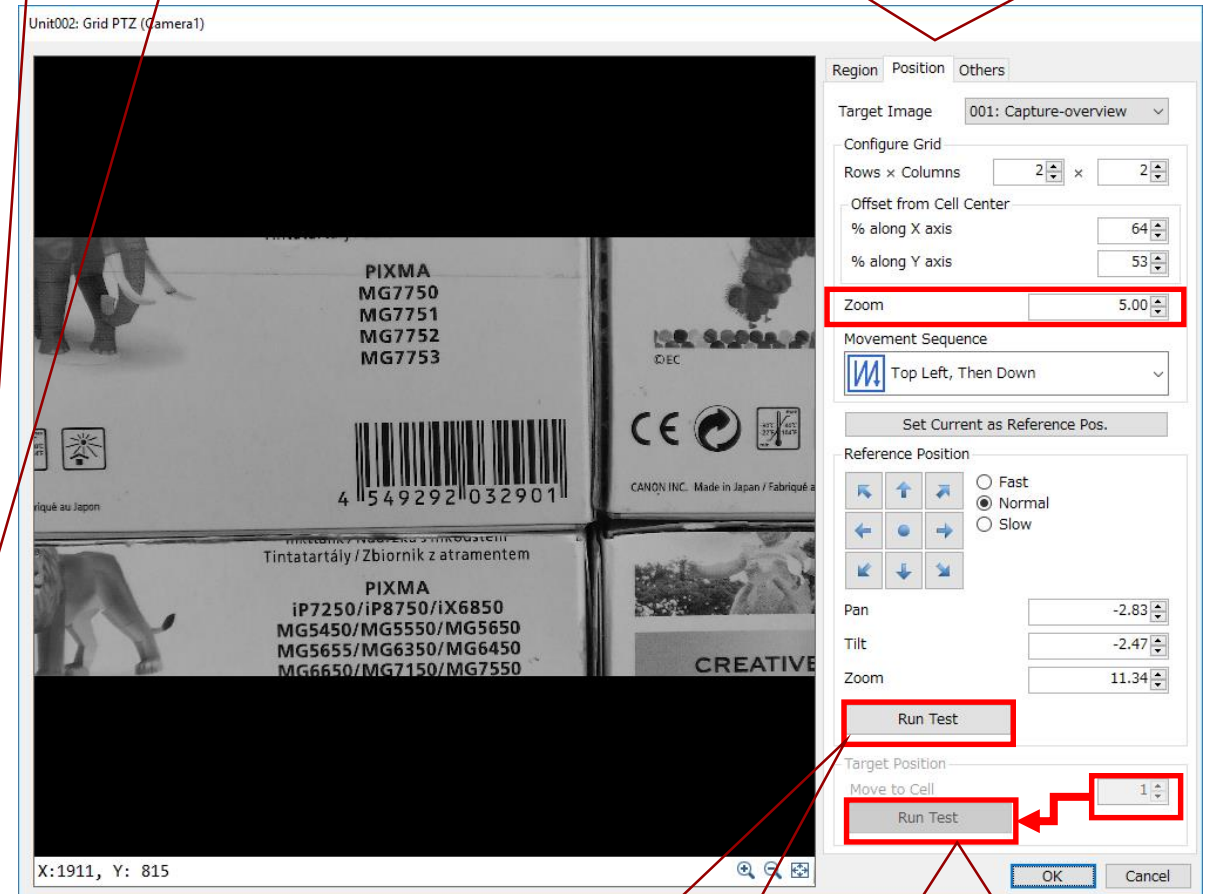 Unit002: Grid PTZ (Camera1)
Region Position Others
Target Image 001: Capture-overview
Configure Grid
Rows × Columns 2 × 2
Offset from Cell Center
% along X axis 64
% along Y axis 53
Zoom 5.00
Movement Sequence
Top Left, Then Down
Set Current as Reference Pos.
Reference Position
Fast
Normal
Slow
Pan -2.83
Tilt -2.47
Zoom 11.34
Run Test
Target Position
Move to Cell 1
Run Test
OK Cancel
PIXMA
MG7750
MG7751
MG7752
MG7753
©EC
CE
4 549292 032901
CANON INC. Made in Japan / Fabriqué a
riqué au Japon
Tintatartály / Zbiornik z atramentem
PIXMA
iP7250/iP8750/iX6850
MG5450/MG5550/MG5650
MG5655/MG6350/MG6450
MG6650/MG7150/MG7550
CREATIVE
X:1911, Y: 815